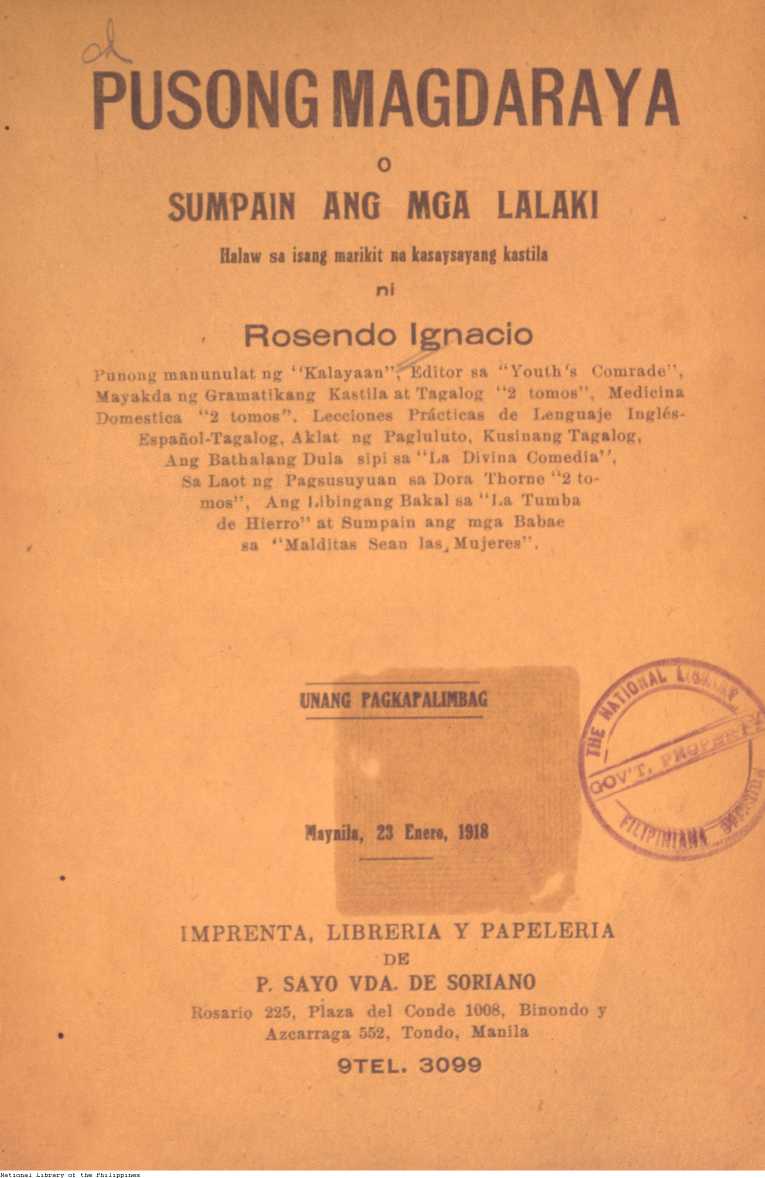 PUSONG MAGDARAYA
O
SUMPAIN ANG MGA LALAKI
Halaw sa isang marikit na kasaysayang kastila
ni
Rosendo Ignacio
Punong manunulat ng "Kalayaan", Editor sa "Youth's Comrade",
Mayakda ng Gramatikang Kastila at Tagalog "2 tomos", Medicina
Domestica "2 tomos". Lecciones Prácticas de Lenguaje Inglés-
Español-Tagalog, Aklat ng Pagluluto, Kusinang Tagalog,
Ang Bathalang Dula sipi sa "La Divina Comedia",
Sa Laot ng Pagsusuyuan sa Dora Thorne "2 to-
mos", Ang Libingang Bakal sa "La Tumba
de Hierro" at Sumpain ang mga Babae
sa "Malditas Sean las Mujeres".
UNANG PAGKAPALIMBAG
THE NATIONAL LIBRARY
GOV'T. PROPERTY
FILIPINIANA DIVISION
Maynila, 23 Enero, 1918
IMPRENTA, LIBRERIA Y PAPELERIA
DE
P. SAYO VDA. DE SORIANO
Rosario 225, Plaza del Conde 1008, Binondo y
Azcarraga 552, Tondo, Manila
9TEL. 3099
National Library of the Philippines